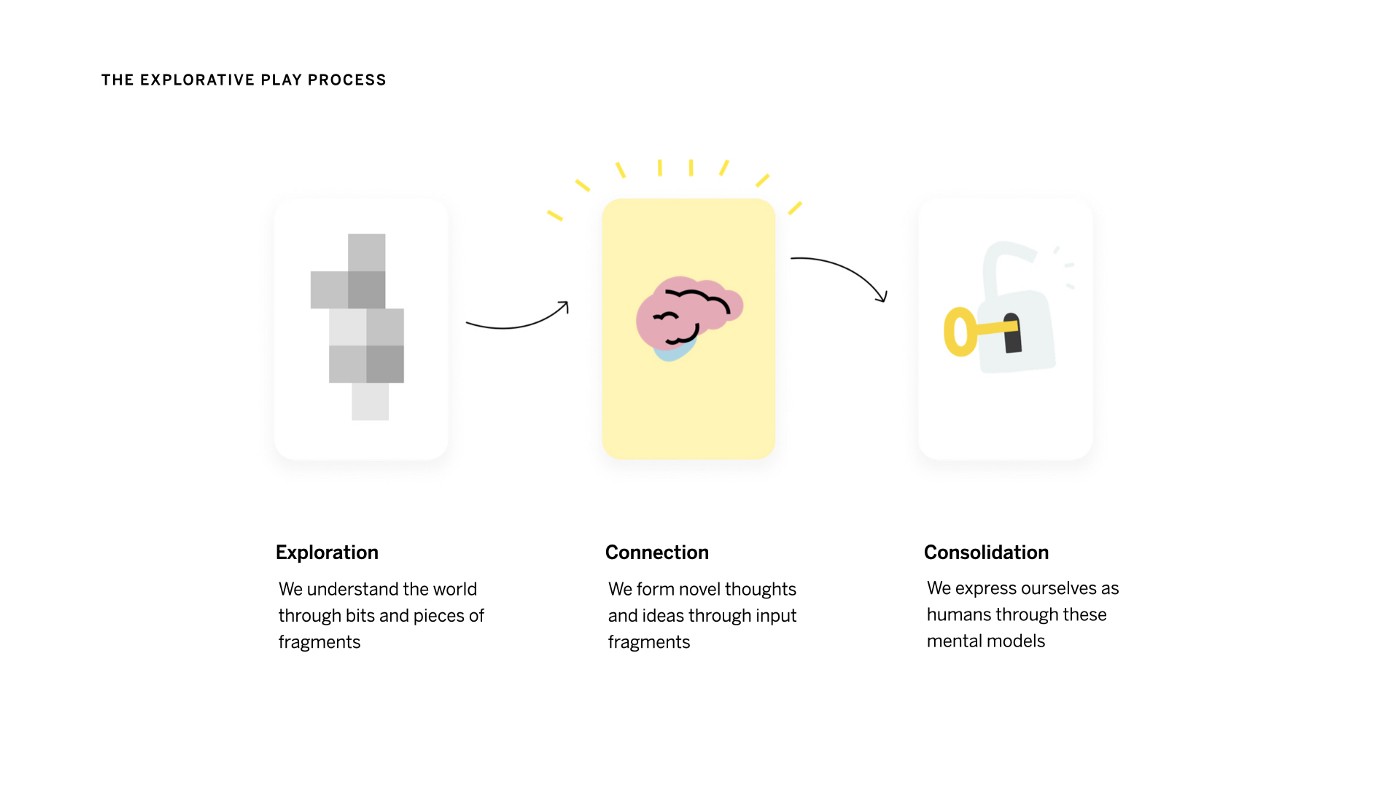 THE EXPLORATIVE PLAY PROCESS
Exploration
We understand the world
through bits and pieces of
fragments
Connection
We form novel thoughts
and ideas through input
fragments
Consolidation
We express ourselves as
humans through these
mental models